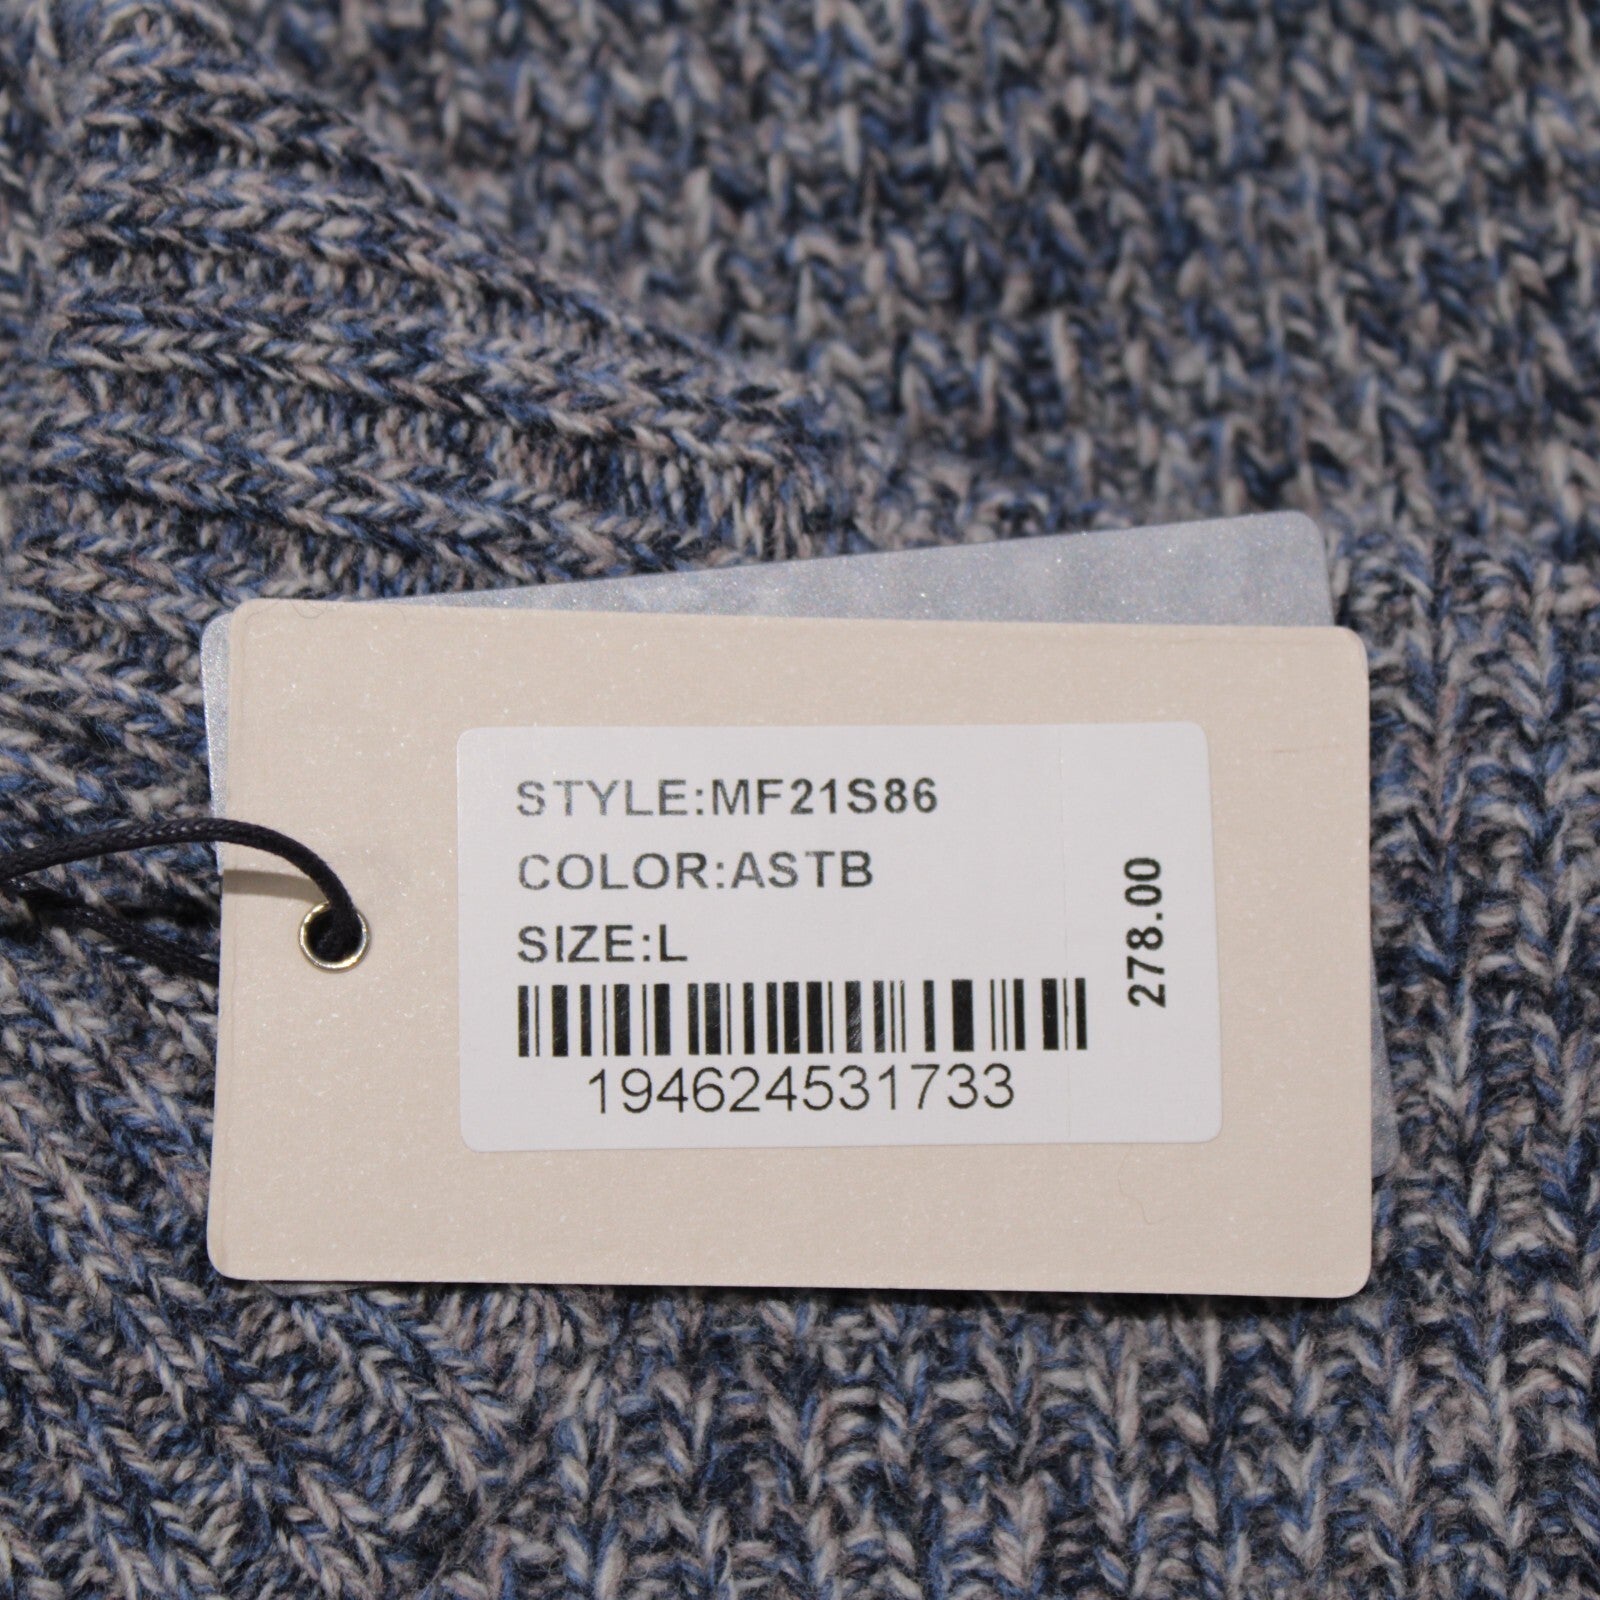 STYLE:MF21S86
COLOR:ASTB
SIZE:L
194624531733
278.00